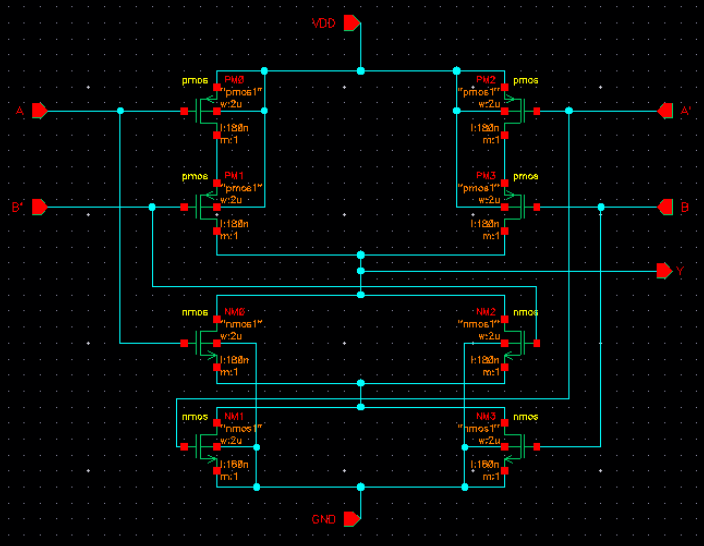 VDD
pmos PM0 PM2 pmos
"pmos1" "pmos1"
w:2u w:2u
A A'
l:180n l:180n
m:1 m:1
pmos PM1 PM3 pmos
"pmos1" "pmos1"
w:2u w:2u
B' B
l:180n l:180n
m:1 m:1
Y
nmos NM0 NM2 nmos
"nmos1" "nmos1"
w:2u w:2u
l:180n l:180n
m:1 m:1
nmos NM1 NM3 nmos
"nmos1" "nmos1"
w:2u w:2u
l:180n l:180n
m:1 m:1
GND